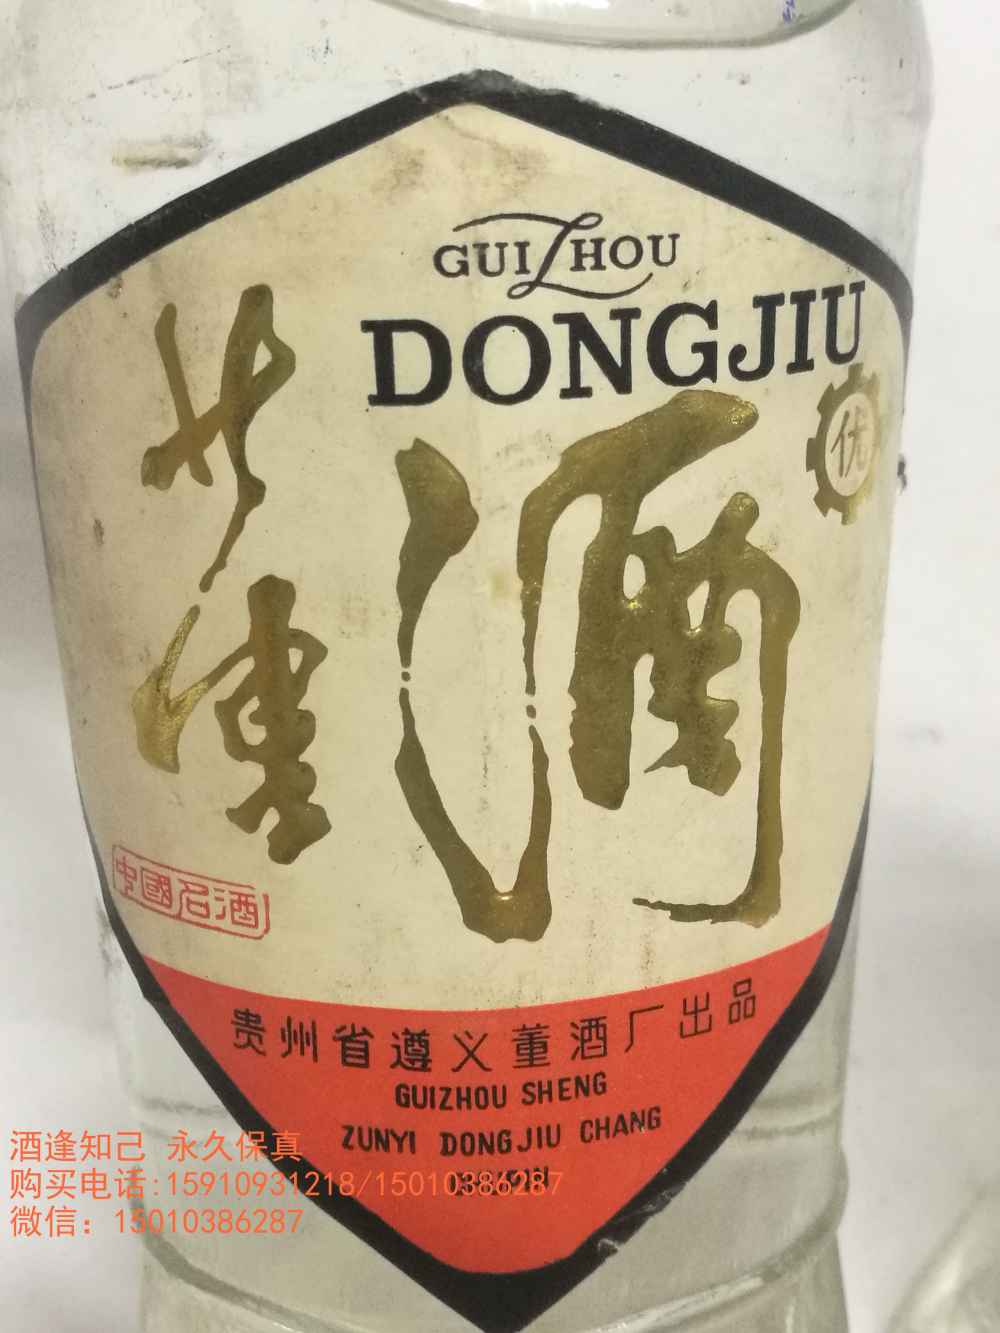 GUIZHOU
DONGJIU
优
董酒
中國名酒
贵州省遵义董酒厂出品
GUIZHOU SHENG
ZUNYI DONGJIU CHANG
酒逢知己 永久保真
购买电话:15910931218/15010386287
微信：15010386287